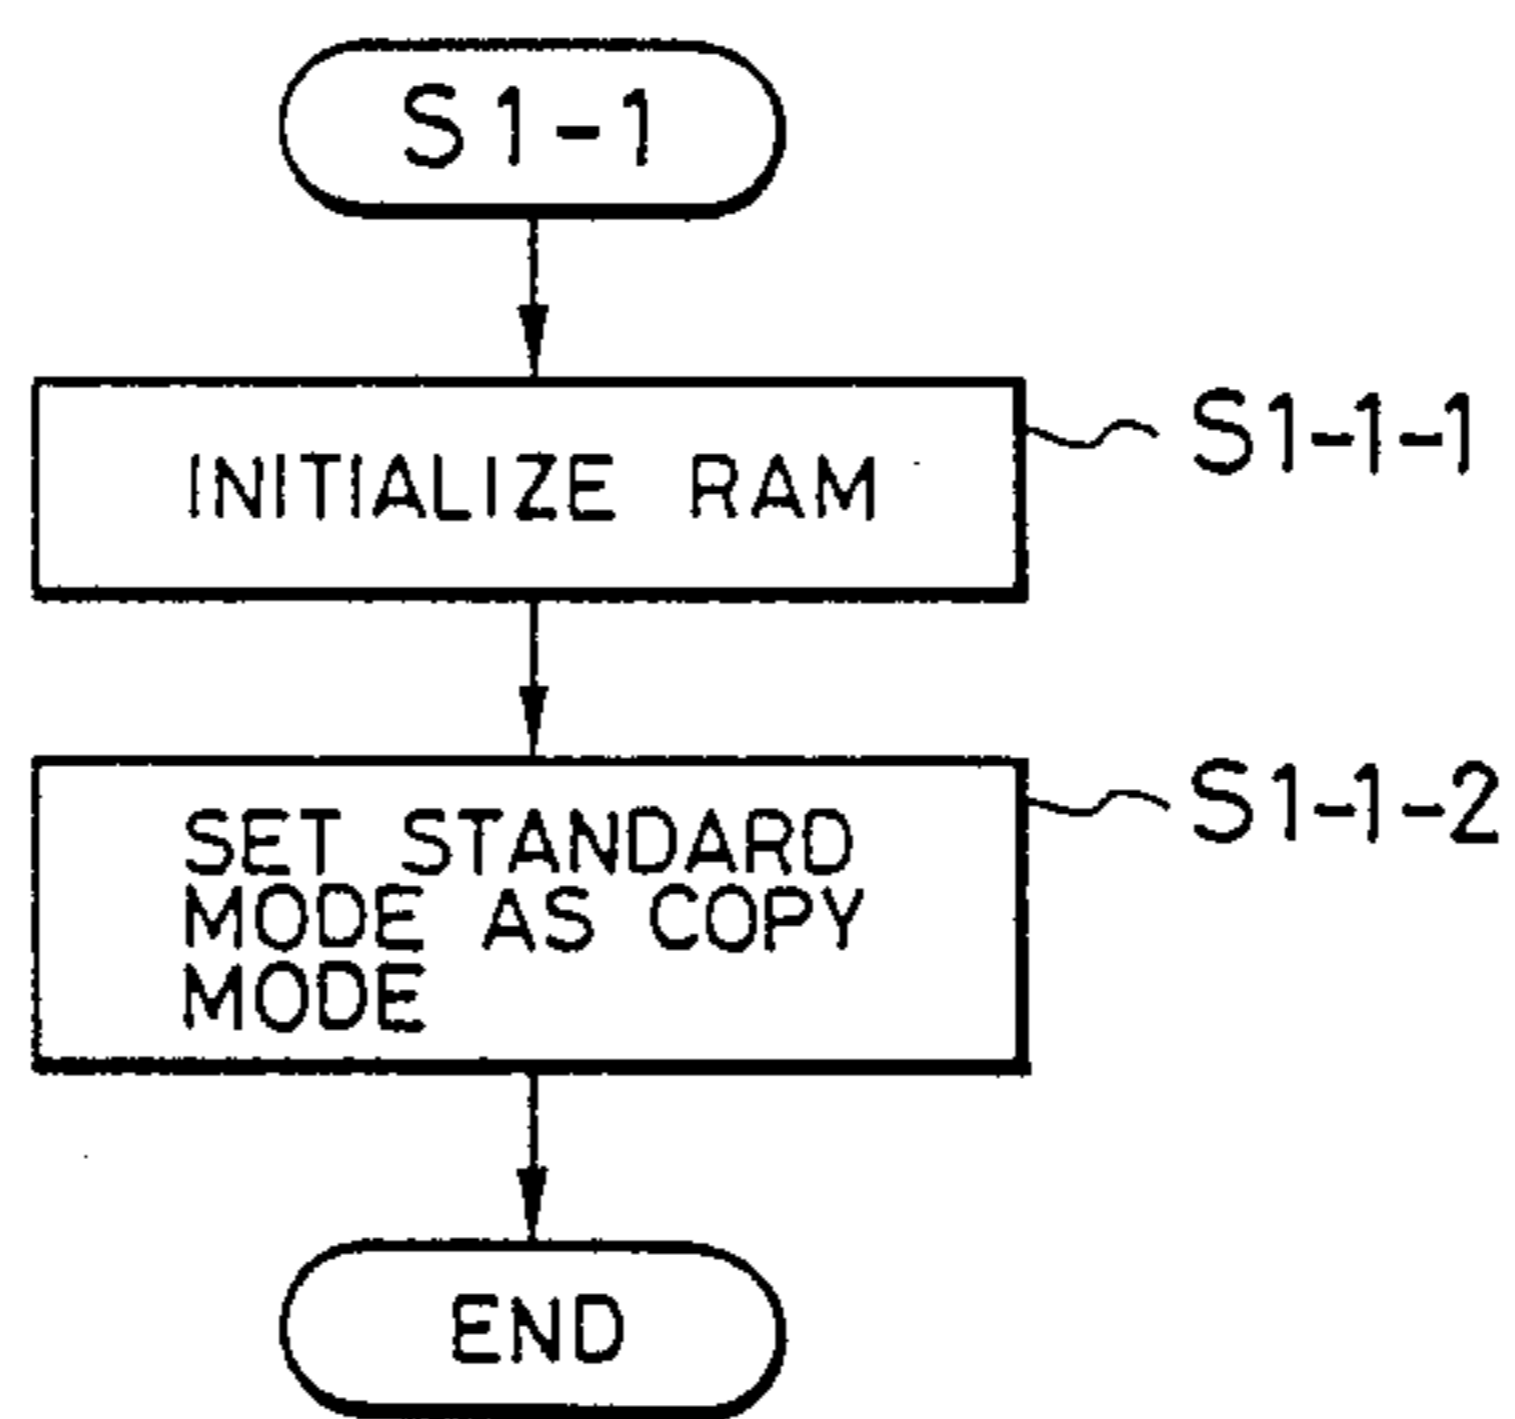 S1-1
INITIALIZE RAM
S1-1-1
SET STANDARD
MODE AS COPY
MODE
S1-1-2
END